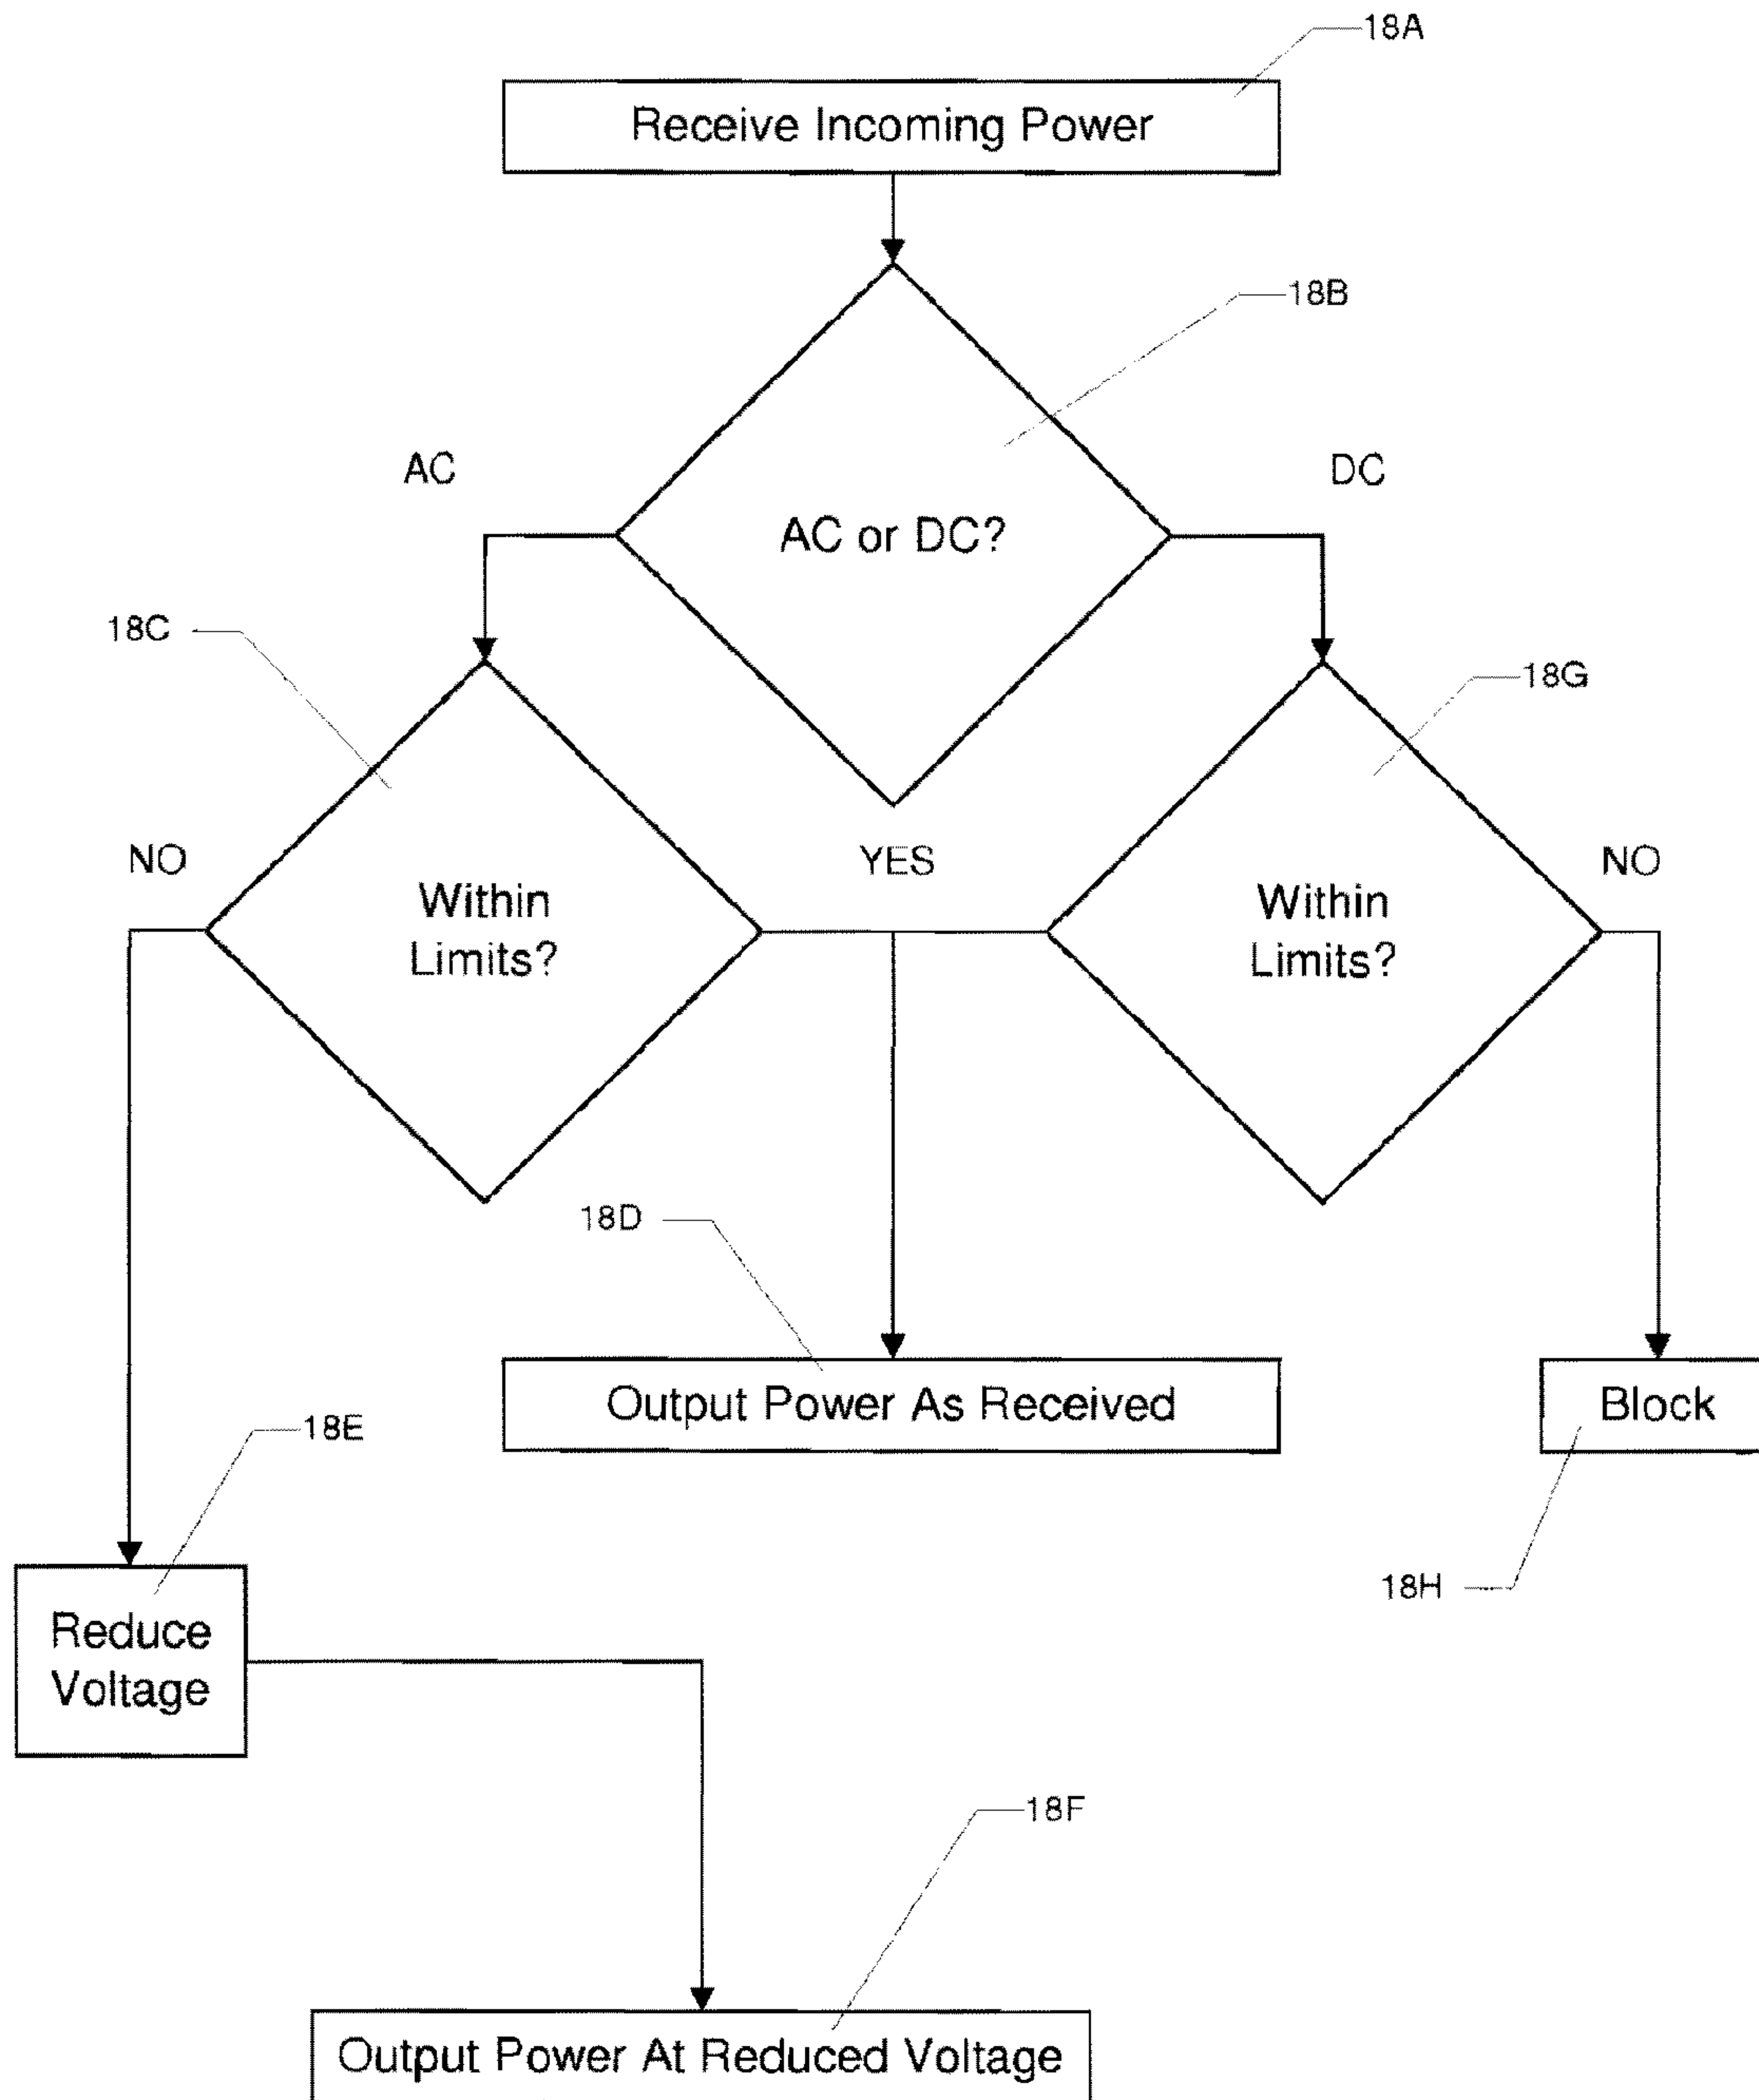 18A
Receive Incoming Power
18B
AC
DC
AC or DC?
18C
18G
NO
YES
NO
Within
Limits?
Within
Limits?
18D
Output Power As Received
Block
18E
18H
Reduce
Voltage
18F
Output Power At Reduced Voltage